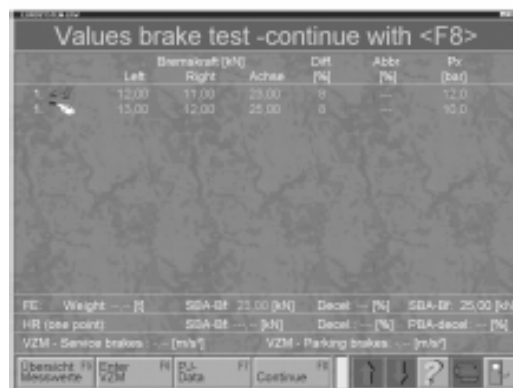 Values brake test -continue with <F8>
Bremskraft [kN] Diff. Abbr Px
Left Right Achse [%] [%] [bar]
1. 12,00 11,00 23,00 8 --- 12,0
1. 13,00 12,00 25,00 8 --- 10,0
FE: Weight: --.-- [t] SBA-Bf: 23,00 [kN] Decel: -- [%] SBA-Bf: 25,00 [kN]
HR (one point): SBA-Bf: --.-- [kN] Decel: -- [%] PBA-decel: -- [%]
VZM - Service brakes : -.-- [m/s²] VZM - Parking brakes: -.-- [m/s²]
Übersicht F5 Messwerte
Enter F6 VZM
F7 Data
Continue F8
?